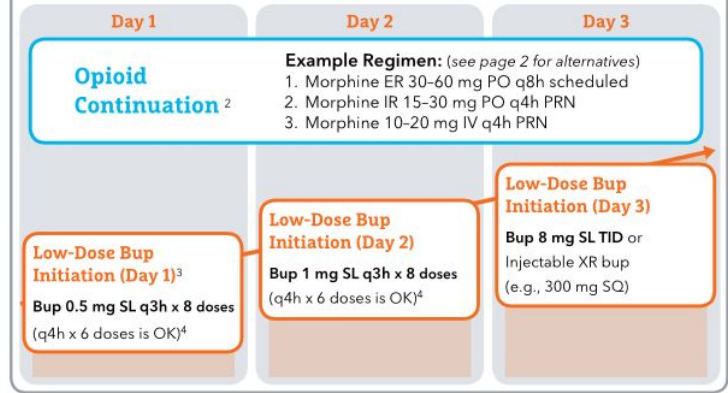 Day 1
Day 2
Day 3
Opioid
Continuation 2
Example Regimen: (see page 2 for alternatives)
1. Morphine ER 30–60 mg PO q8h scheduled
2. Morphine IR 15–30 mg PO q4h PRN
3. Morphine 10–20 mg IV q4h PRN
Low-Dose Bup
Initiation (Day 1)³
Bup 0.5 mg SL q3h x 8 doses
(q4h x 6 doses is OK)⁴
Low-Dose Bup
Initiation (Day 2)
Bup 1 mg SL q3h x 8 doses
(q4h x 6 doses is OK)⁴
Low-Dose Bup
Initiation (Day 3)
Bup 8 mg SL TID or
Injectable XR bup
(e.g., 300 mg SQ)